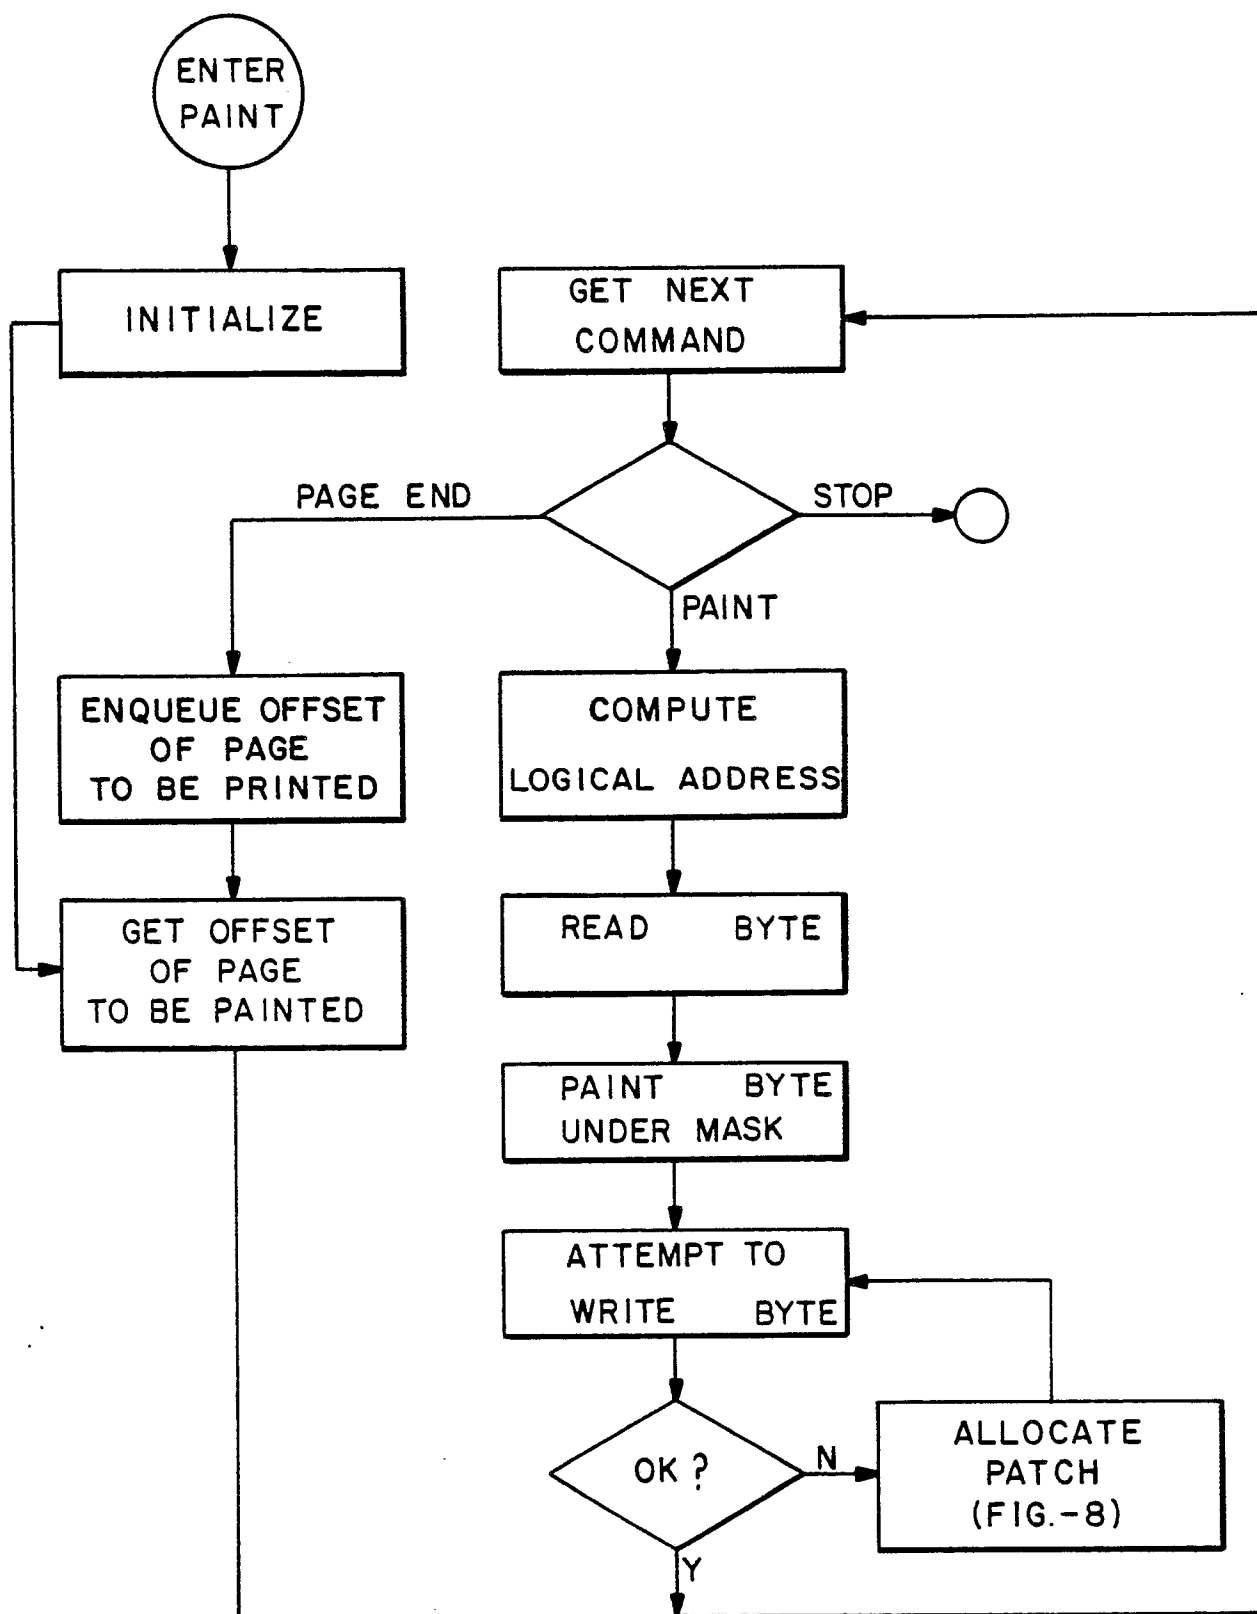 ENTER
PAINT
INITIALIZE
GET NEXT
COMMAND
PAGE END
STOP
PAINT
ENQUEUE OFFSET
OF PAGE
TO BE PRINTED
COMPUTE
LOGICAL ADDRESS
GET OFFSET
OF PAGE
TO BE PAINTED
READ BYTE
PAINT BYTE
UNDER MASK
ATTEMPT TO
WRITE BYTE
OK?
N
ALLOCATE
PATCH
(FIG.-8)
Y